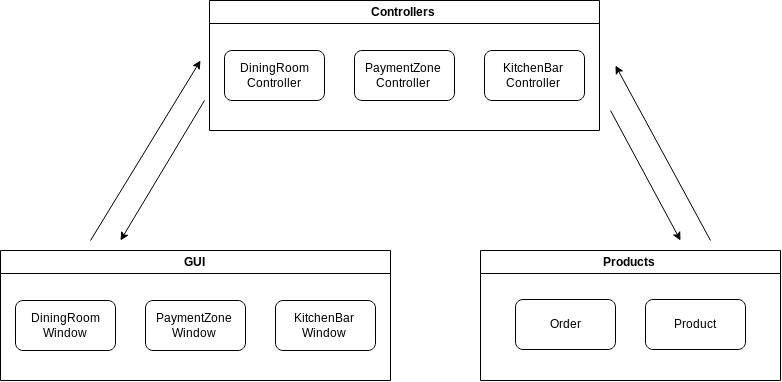 Controllers
DiningRoom
Controller
PaymentZone
Controller
KitchenBar
Controller
GUI
DiningRoom
Window
PaymentZone
Window
KitchenBar
Window
Products
Order
Product